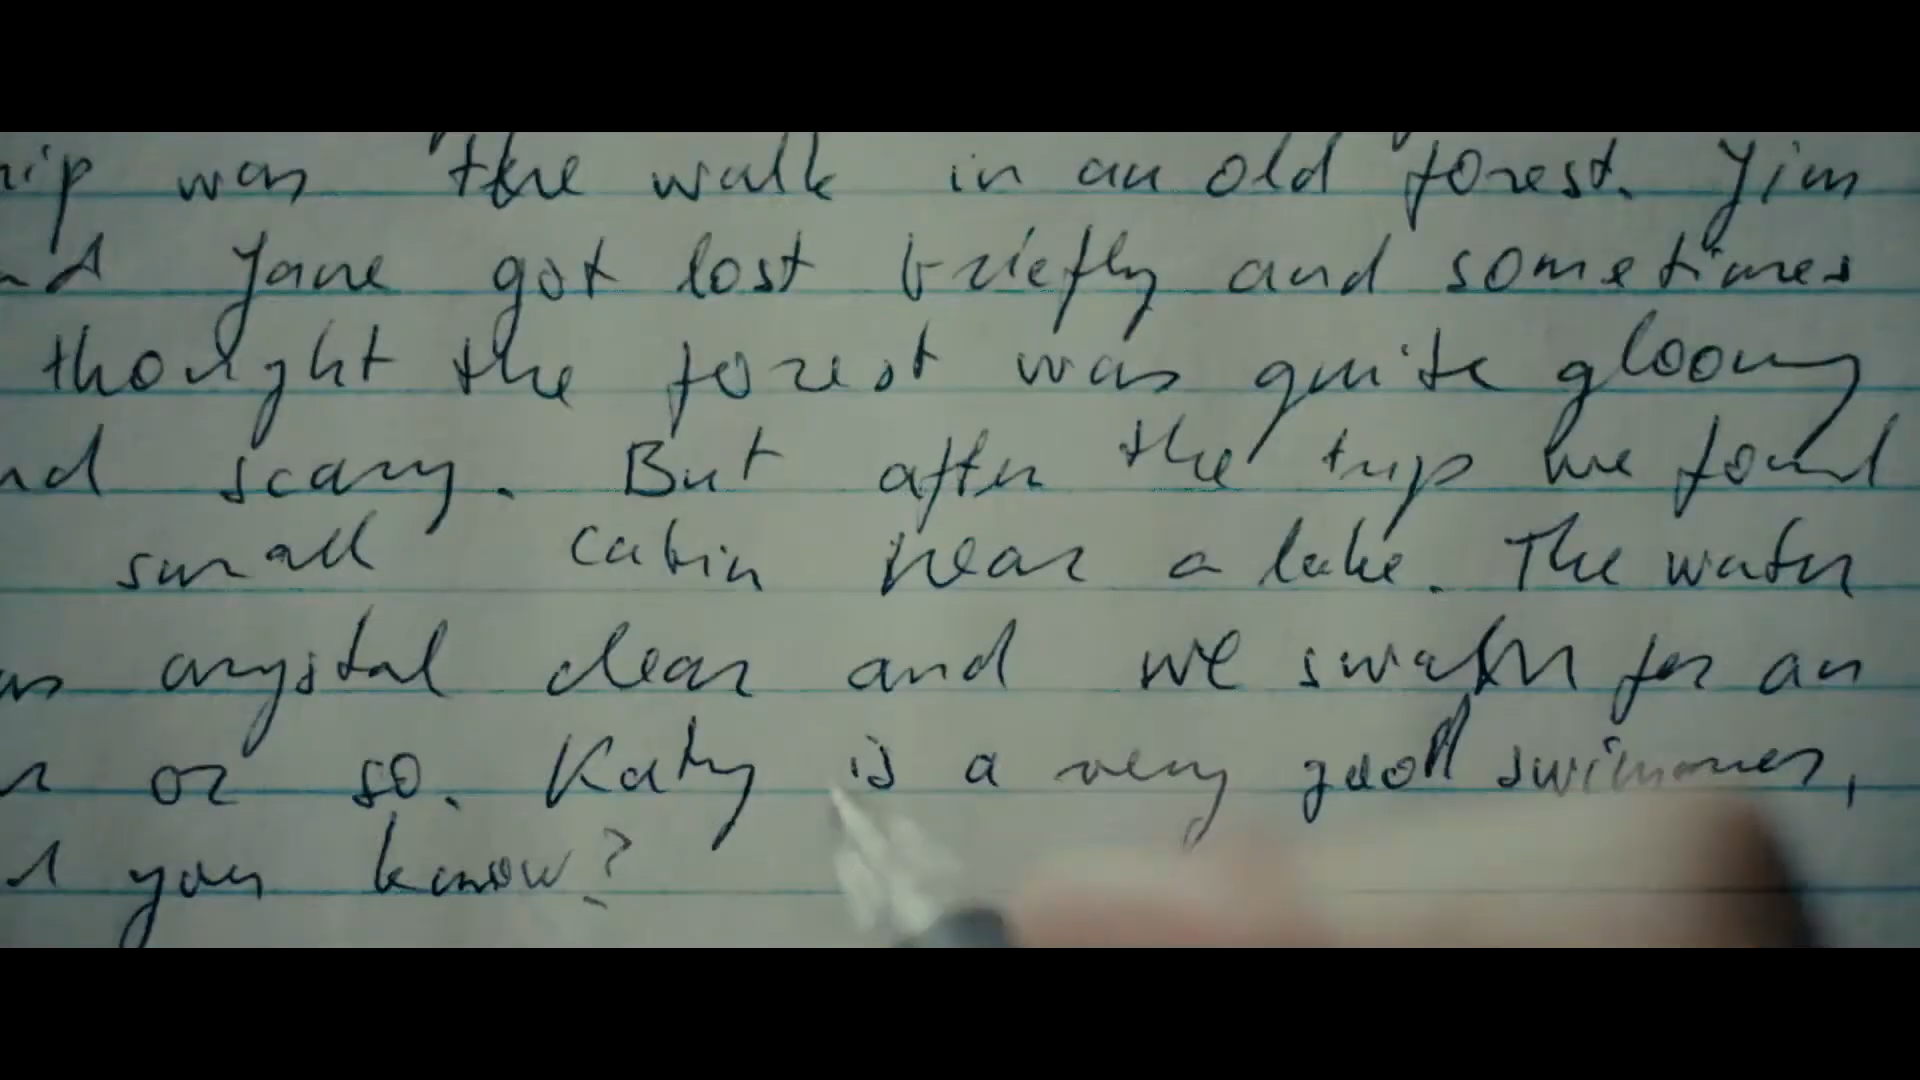 rip was the walk in an old forest. Jim
nd Jane got lost briefly and sometimes
thought the forest was quite gloomy
nd scary. But after the trip we found
small cabin near a lake. The water
as crystal clear and we swam for an
r or so. Katy is a very good swimmer,
d you know?